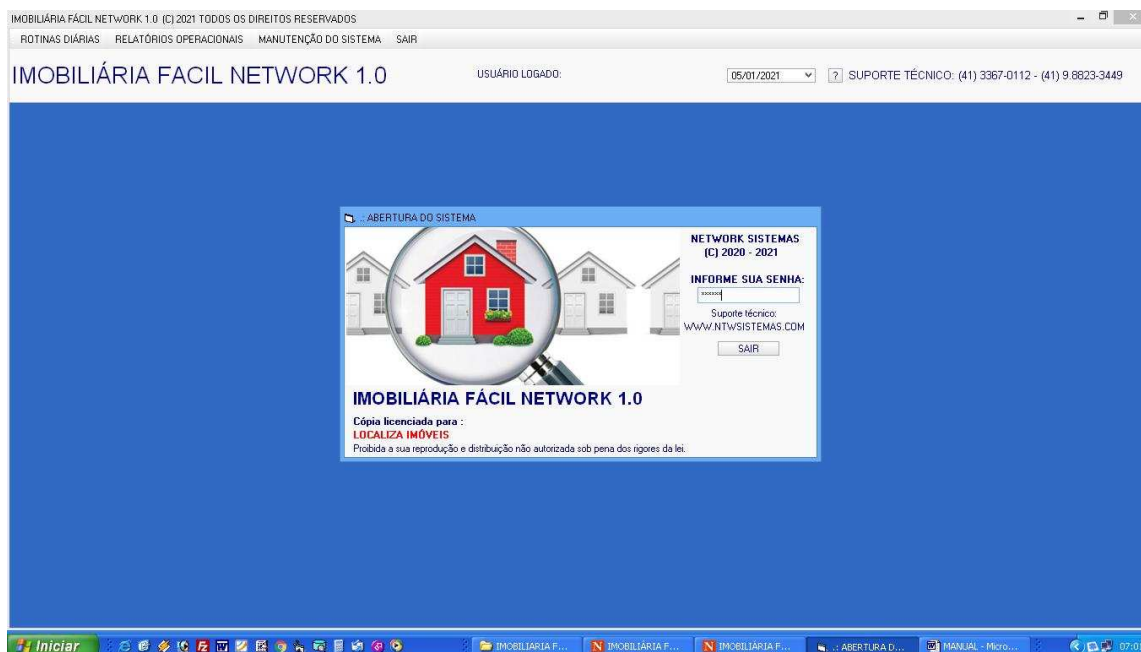 IMOBILIÁRIA FÁCIL NETWORK 1.0 (C) 2021 TODOS OS DIREITOS RESERVADOS
ROTINAS DIÁRIAS RELATÓRIOS OPERACIONAIS MANUTENÇÃO DO SISTEMA SAIR
IMOBILIÁRIA FACIL NETWORK 1.0 USUÁRIO LOGADO: 05/01/2021 ? SUPORTE TÉCNICO: (41) 3367-0112 - (41) 9.8823-3449
.: ABERTURA DO SISTEMA
NETWORK SISTEMAS
(C) 2020 - 2021
INFORME SUA SENHA:
xxxxxx
Suporte técnico:
WWW.NTWSISTEMAS.COM
SAIR
IMOBILIÁRIA FÁCIL NETWORK 1.0
Cópia licenciada para :
LOCALIZA IMÓVEIS
Proibida a sua reprodução e distribuição não autorizada sob pena dos rigores da lei.
Iniciar IMOBILIARIA F... IMOBILIÁRIA F... IMOBILIÁRIA F... .: ABERTURA D... MANUAL - Micro...